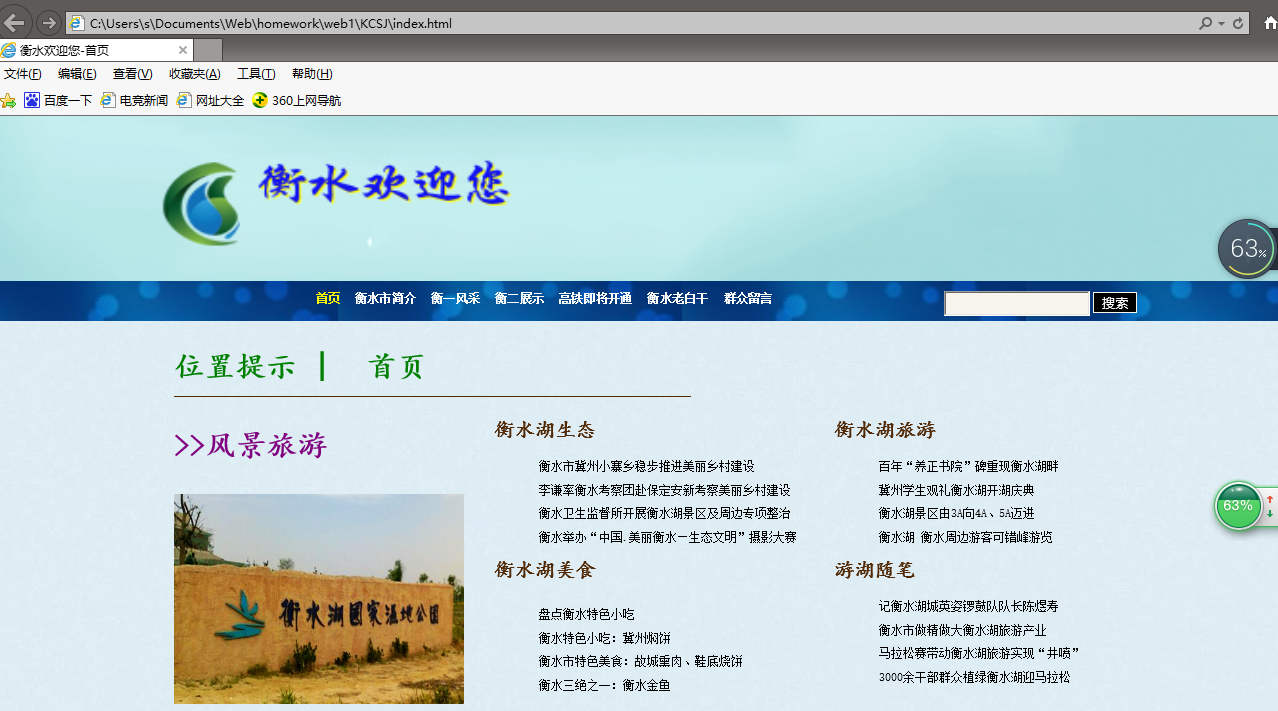 C:\Users\s\Documents\Web\homework\web1\KCSJ\index.html
衡水欢迎您-首页
文件(F) 编辑(E) 查看(V) 收藏夹(A) 工具(T) 帮助(H)
百度一下 电竞新闻 网址大全 360上网导航
衡水欢迎您
63%
首页 衡水市简介 衡一风采 衡二展示 高铁即将开通 衡水老白干 群众留言 搜索
位置提示 | 首页
>>风景旅游
衡水湖国家湿地公园
衡水湖生态
衡水市冀州小寨乡稳步推进美丽乡村建设
李谦率衡水考察团赴保定安新考察美丽乡村建设
衡水卫生监督所开展衡水湖景区及周边专项整治
衡水举办“中国.美丽衡水—生态文明”摄影大赛
衡水湖旅游
百年“养正书院”碑重现衡水湖畔
冀州学生观礼衡水湖开湖庆典
衡水湖景区由3A向4A、5A迈进
衡水湖 衡水周边游客可错峰游览
63%
衡水湖美食
盘点衡水特色小吃
衡水特色小吃：冀州焖饼
衡水市特色美食：故城熏肉、鞋底烧饼
衡水三绝之一：衡水金鱼
游湖随笔
记衡水湖城英姿锣鼓队队长陈煜寿
衡水市做精做大衡水湖旅游产业
马拉松赛带动衡水湖旅游实现“井喷”
3000余干部群众植绿衡水湖迎马拉松